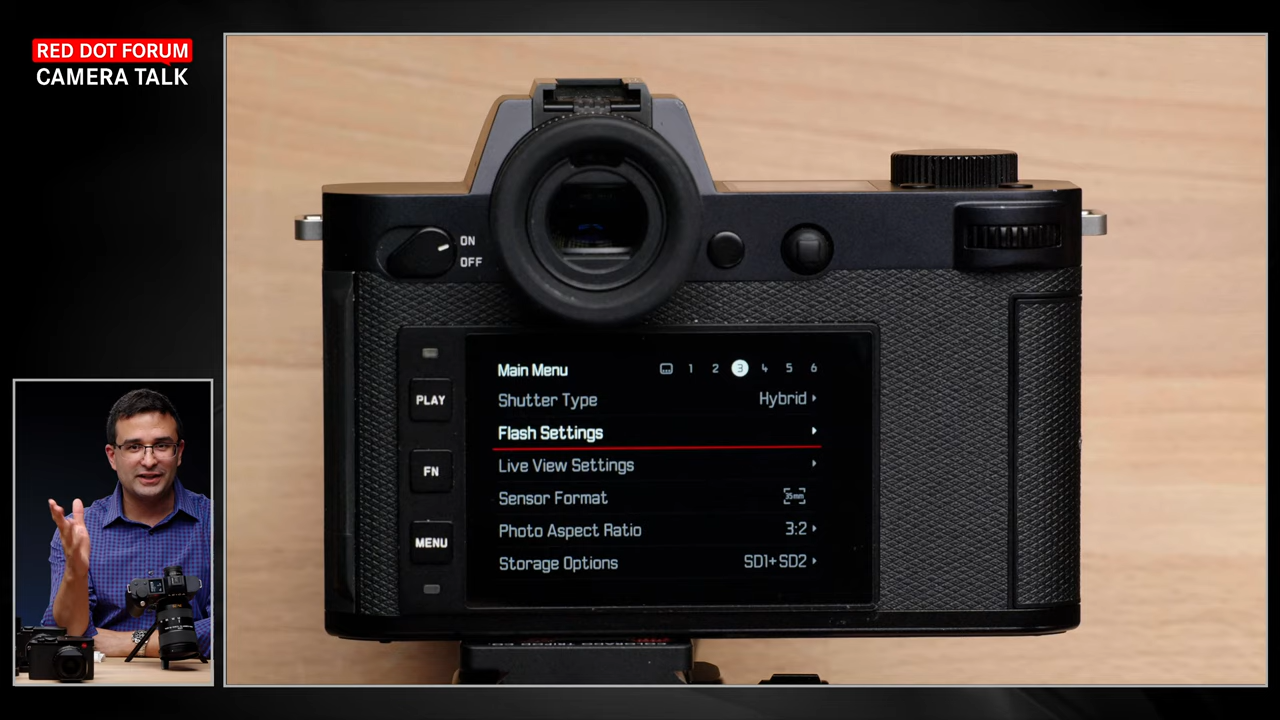 RED DOT FORUM
CAMERA TALK
ON
OFF
PLAY
FN
MENU
Main Menu 1 2 3 4 5 6
Shutter Type Hybrid
Flash Settings
Live View Settings
Sensor Format 35mm
Photo Aspect Ratio 3:2
Storage Options SD1+SD2